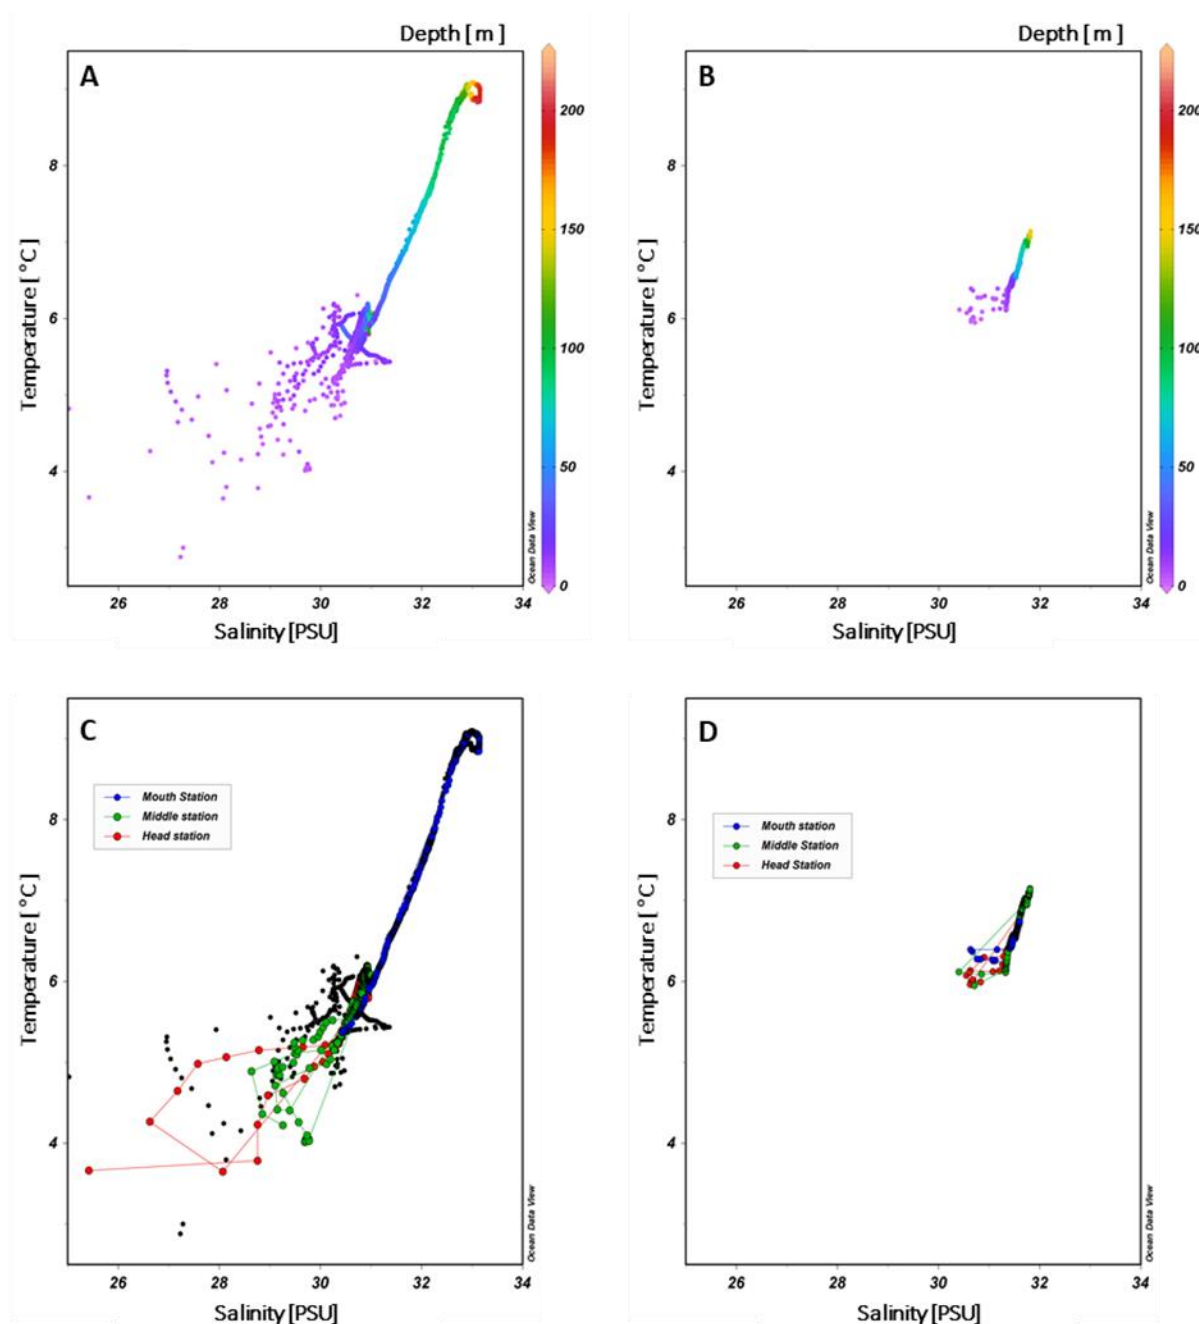 Depth [ m ]
A
200
150
100
50
0
8
6
4
Temperature [ °C]
26 28 30 32 34
Salinity [PSU]
Ocean Data View
Depth [ m ]
B
200
150
100
50
0
8
6
4
Temperature [ °C]
26 28 30 32 34
Salinity [PSU]
Ocean Data View
C
Mouth Station
Middle station
Head station
8
6
4
Temperature [ °C]
26 28 30 32 34
Salinity [PSU]
Ocean Data View
D
Mouth station
Middle Station
Head Station
8
6
4
Temperature [ °C]
26 28 30 32 34
Salinity [PSU]
Ocean Data View